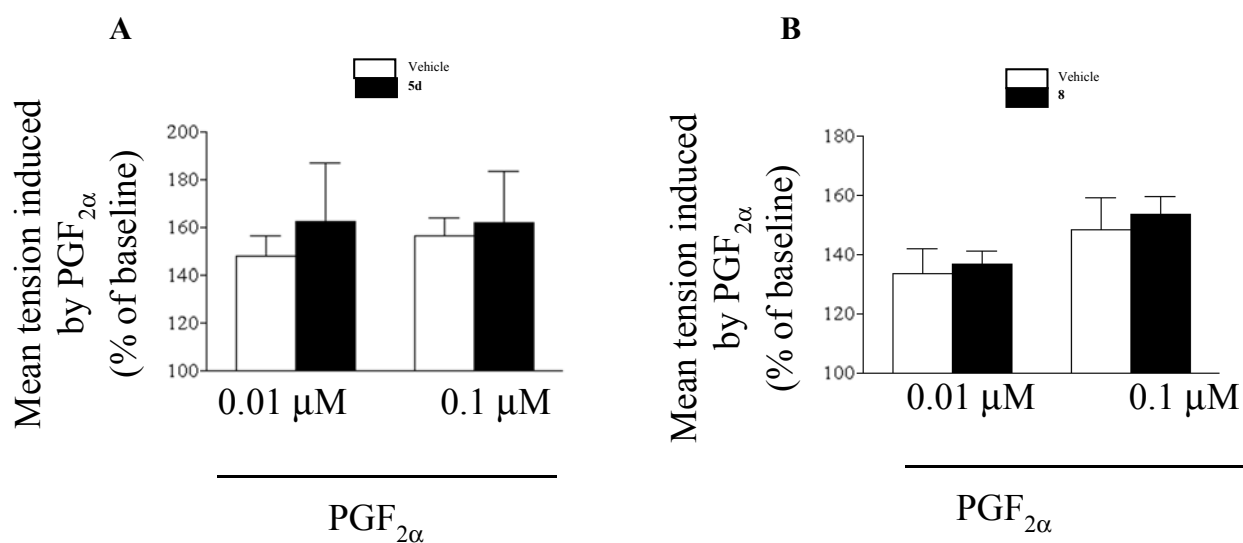 A
Vehicle
5d
Mean tension induced
by PGF2α
(% of baseline)
200
180
160
140
120
100
0.01 µM
0.1 µM
PGF2α
B
Vehicle
8
Mean tension induced
by PGF2α
(% of baseline)
180
160
140
120
100
0.01 µM
0.1 µM
PGF2α